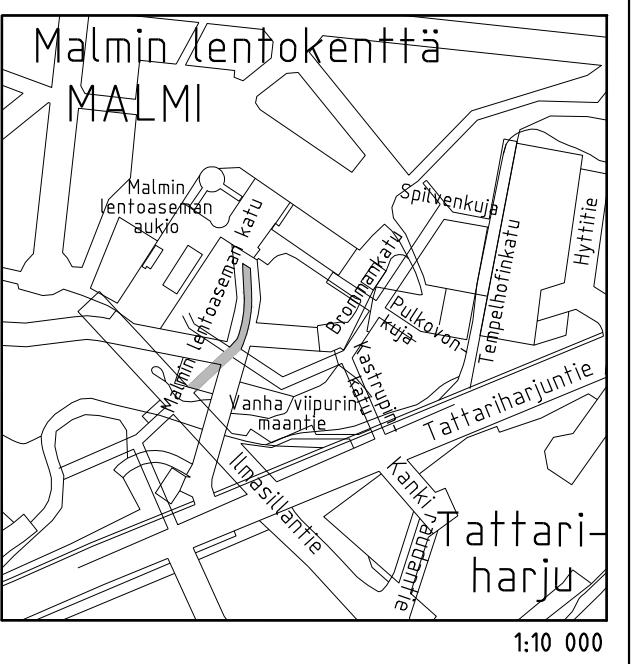 Malmin lentokenttä
MALMI
Malmin
lentoaseman
aukio
Malmin lentoaseman katu
Spilvenkuja
Hyttitie
Brommankatu
Tempelhofinkatu
Pulkovon-
kuja
Kastrupin-
katu
Vanha viipurin
maantie
Tattariharjuntie
Ilmasillantie
Kankiraudantie
Tattari-
harju
1:10 000